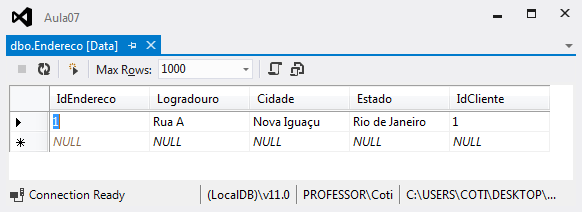 Aula07
dbo.Endereco [Data]
Max Rows: 1000
IdEndereco Logradouro Cidade Estado IdCliente
1 Rua A Nova Iguaçu Rio de Janeiro 1
NULL NULL NULL NULL NULL
Connection Ready (LocalDB)\v11.0 PROFESSOR\Coti C:\USERS\COTI\DESKTOP\...